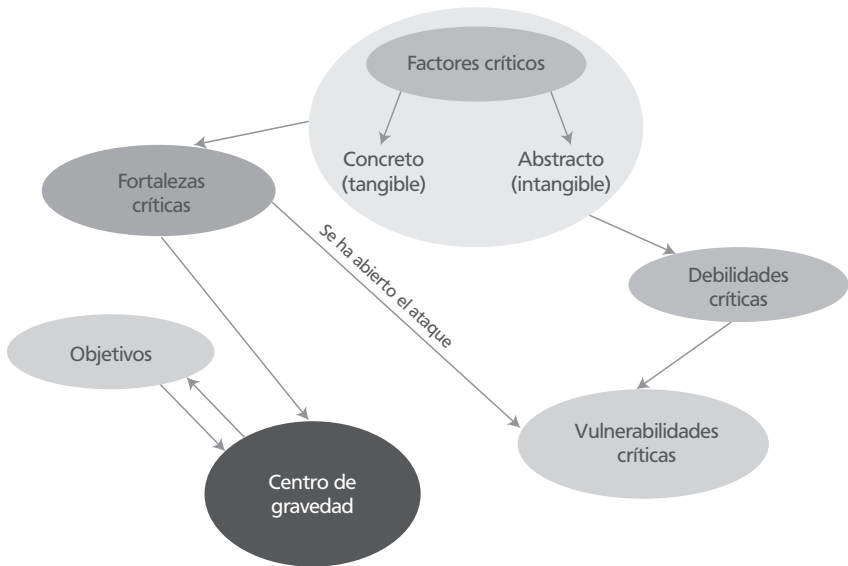 Factores críticos
Concreto
(tangible)
Abstracto
(intangible)
Fortalezas
críticas
Se ha abierto el ataque
Debilidades
críticas
Objetivos
Vulnerabilidades
críticas
Centro de
gravedad